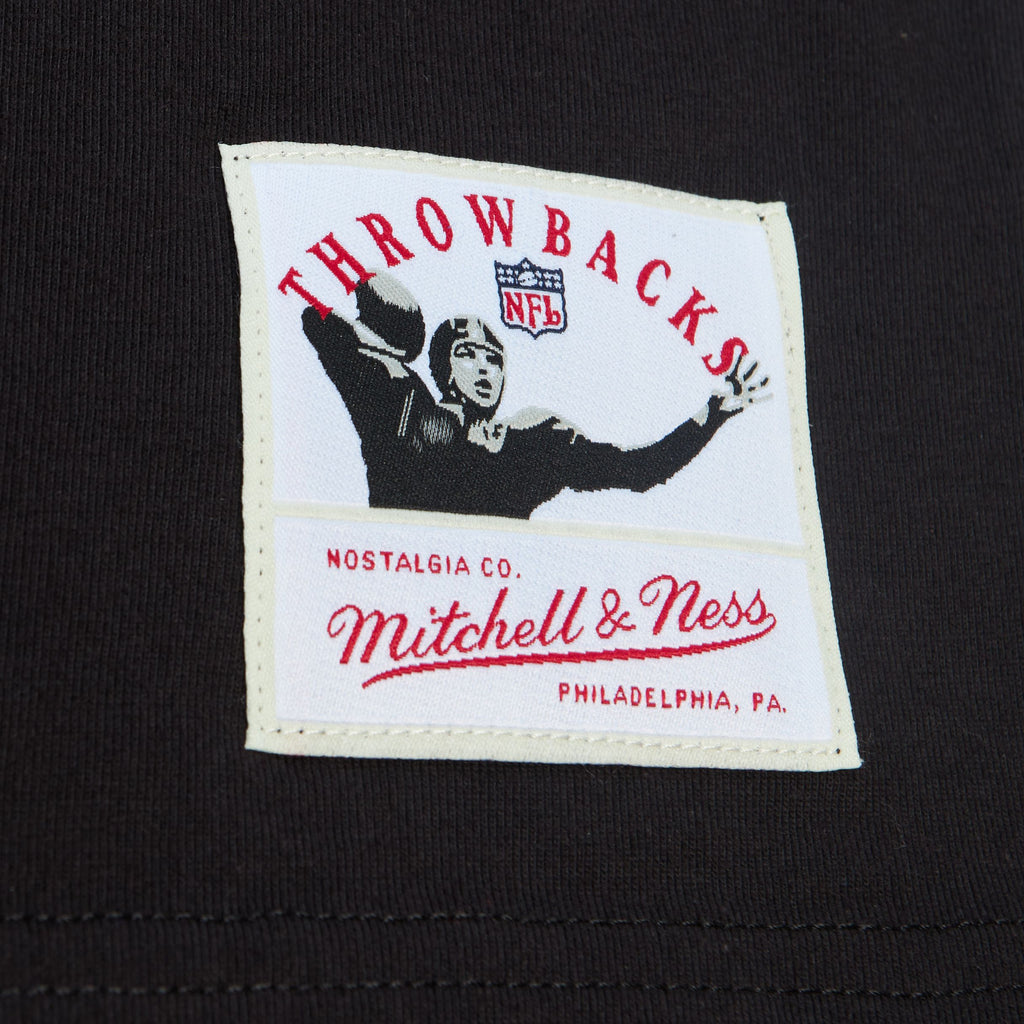 THROWBACKS
NFL
NOSTALGIA CO.
Mitchell & Ness
PHILADELPHIA, PA.